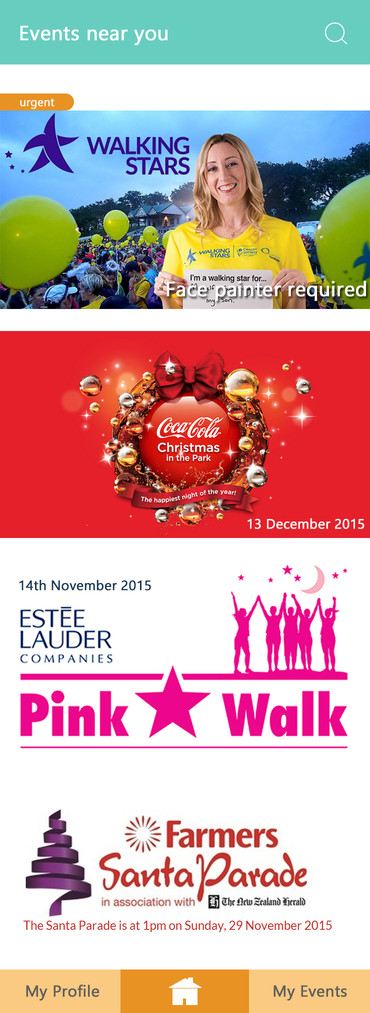 Events near you
urgent
WALKING
STARS
WALKING
STARS
I'm a walking star for...
Face painter required
my son.
Coca-Cola
Christmas
in the Park
The happiest night of the year!
13 December 2015
14th November 2015
ESTĒE
LAUDER
COMPANIES
Pink Walk
Farmers
Santa Parade
in association with The New Zealand Herald
The Santa Parade is at 1pm on Sunday, 29 November 2015
My Profile
My Events